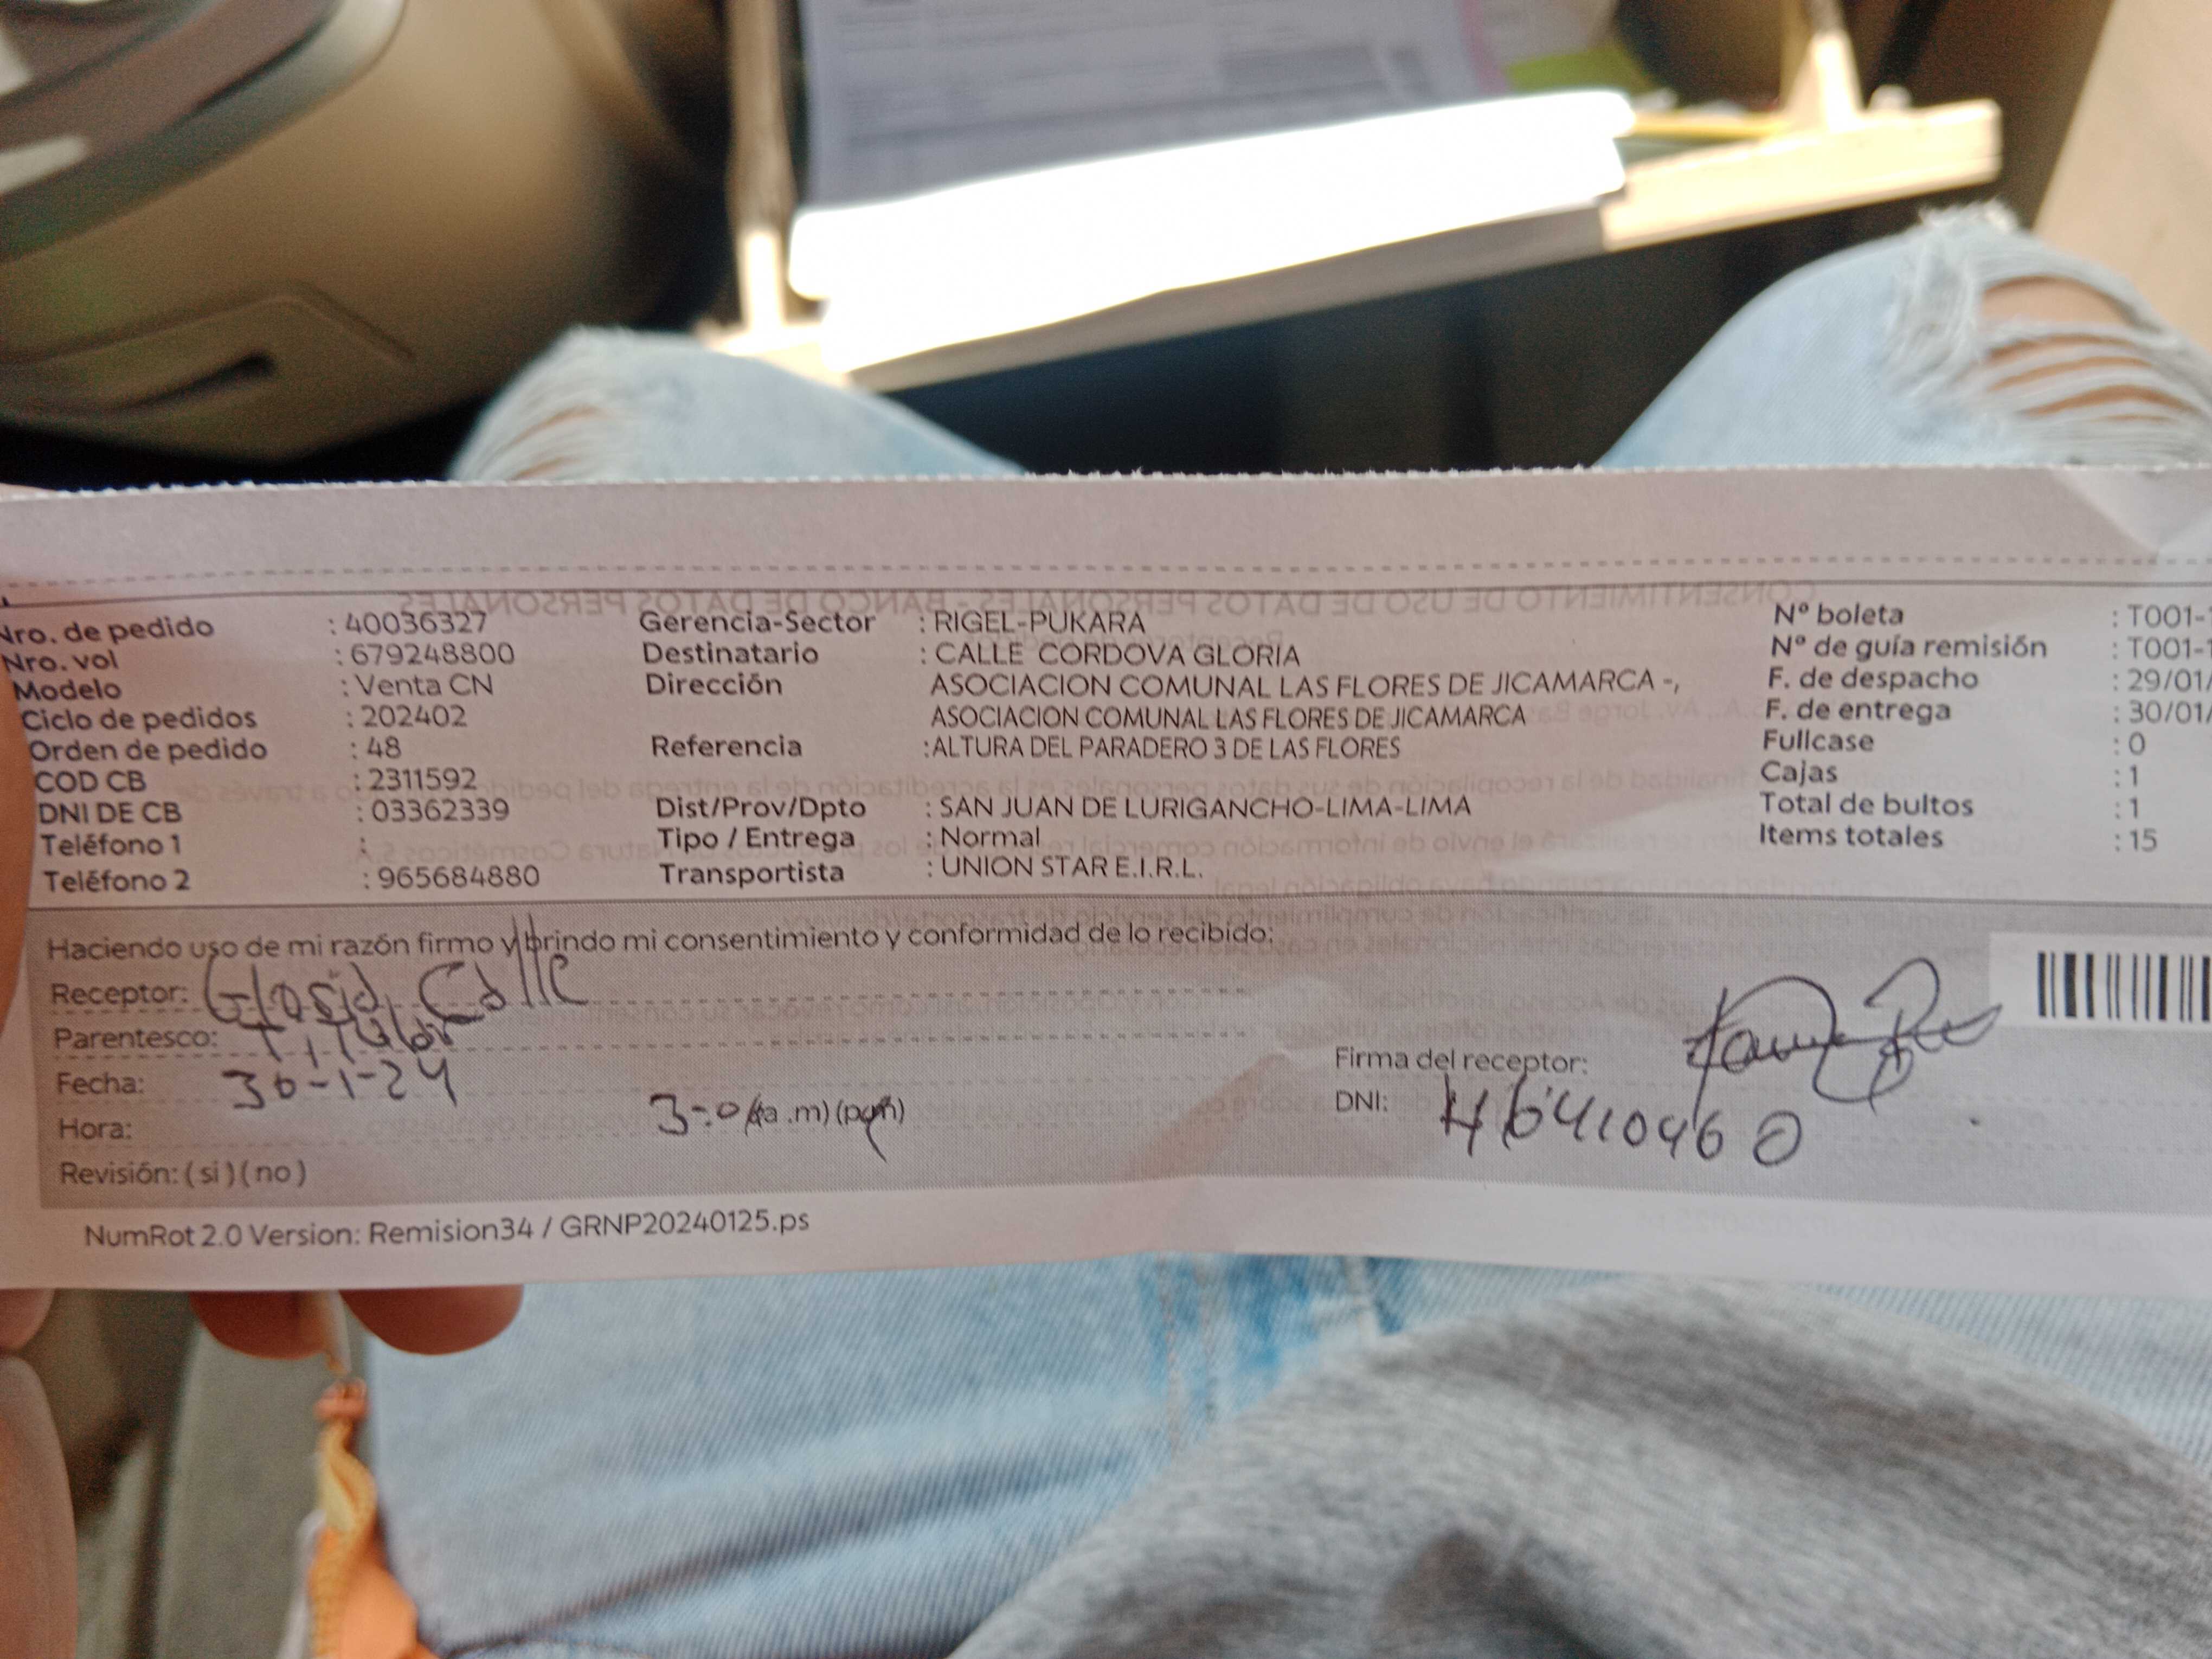 Nro. de pedido : 40036327 Gerencia-Sector : RIGEL-PUKARA Nº boleta : T001-
Nro. vol : 679248800 Destinatario : CALLE CORDOVA GLORIA Nº de guía remisión : T001-
Modelo : Venta CN Dirección ASOCIACION COMUNAL LAS FLORES DE JICAMARCA -, F. de despacho : 29/01/
Ciclo de pedidos : 202402 ASOCIACION COMUNAL LAS FLORES DE JICAMARCA F. de entrega : 30/01/
Orden de pedido : 48 Referencia :ALTURA DEL PARADERO 3 DE LAS FLORES Fullcase : 0
COD CB : 2311592 Cajas : 1
DNI DE CB : 03362339 Dist/Prov/Dpto : SAN JUAN DE LURIGANCHO-LIMA-LIMA Total de bultos : 1
Teléfono 1 : Tipo / Entrega : Normal Items totales : 15
Teléfono 2 : 965684880 Transportista : UNION STAR E.I.R.L.
Haciendo uso de mi razón firmo y brindo mi consentimiento y conformidad de lo recibido:
Receptor: Gloria Calle
Parentesco: Titular
Fecha: 30-1-24
Firma del receptor:
Hora: (a.m) (pm)
DNI:
Revisión: ( si ) ( no )
NumRot 2.0 Version: Remision34 / GRNP20240125.ps